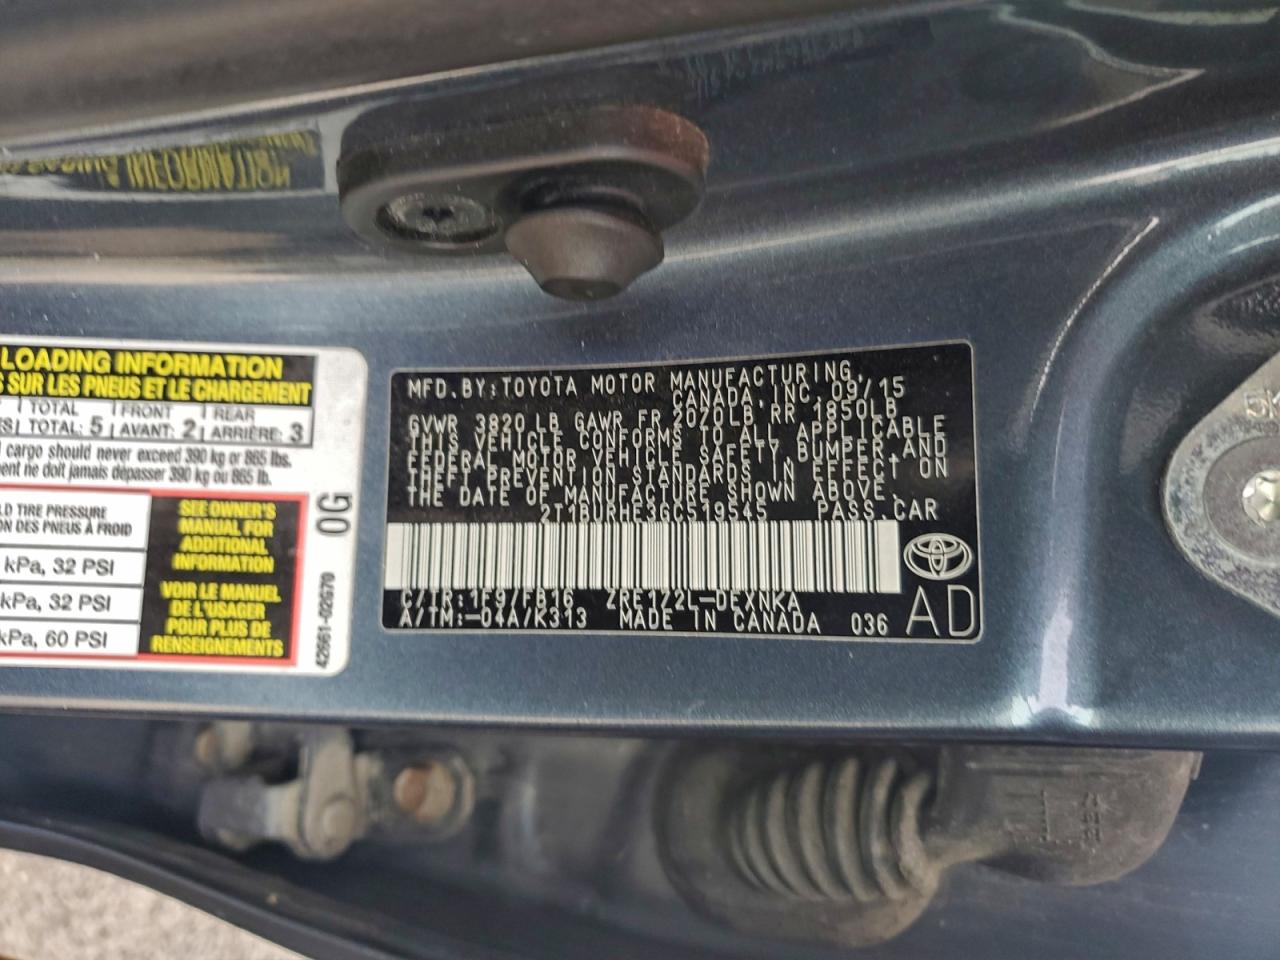 LOADING INFORMATION
S SUR LES PNEUS ET LE CHARGEMENT
TOTAL FRONT REAR
TOTAL: 5 AVANT: 2 ARRIÈRE: 3
cargo should never exceed 390 kg or 865 lbs.
ne doit jamais dépasser 390 kg ou 865 lb.
TIRE PRESSURE
DES PNEUS À FROID
kPa, 32 PSI
kPa, 32 PSI
kPa, 60 PSI
SEE OWNER'S
MANUAL FOR
ADDITIONAL
INFORMATION
VOIR LE MANUEL
DE L'USAGER
POUR PLUS DE
RENSEIGNEMENTS
0G
42661-02G70
MFD.BY:TOYOTA MOTOR MANUFACTURING,
CANADA,INC.09/15
GVWR 3820 LB GAWR FR 2070LB RR 1850LB
THIS VEHICLE CONFORMS TO ALL APPLICABLE
FEDERAL MOTOR VEHICLE SAFETY,BUMPER,AND
THEFT PREVENTION STANDARDS IN EFFECT ON
THE DATE OF MANUFACTURE SHOWN ABOVE.
2T1BURHE3GC519545 PASS.CAR
C/TR:1F9/FB16 ZRE172L-DEXNKA
A/TM:-04A/K313 MADE IN CANADA 036
AD